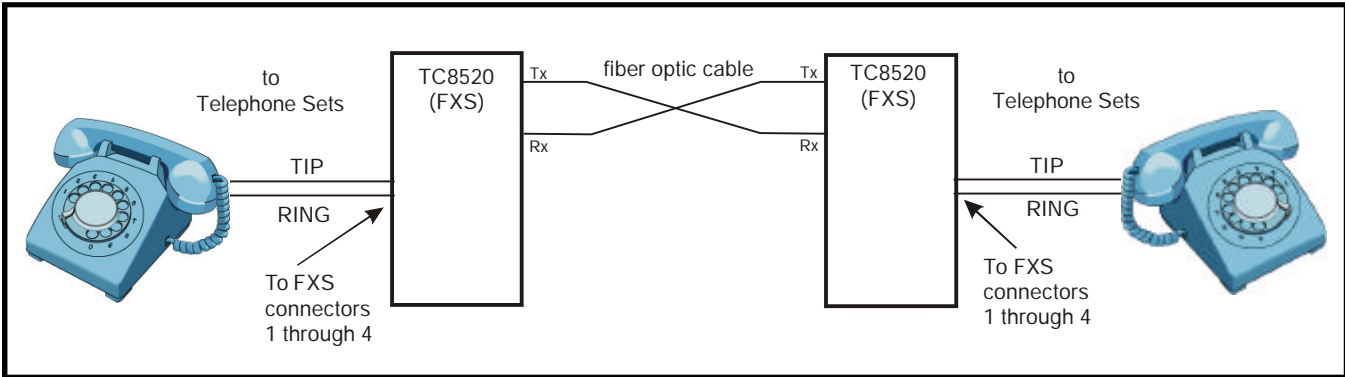 to
Telephone Sets
TIP
RING
To FXS
connectors
1 through 4
TC8520
(FXS)
Tx
Rx
fiber optic cable
Tx
Rx
TC8520
(FXS)
to
Telephone Sets
TIP
RING
To FXS
connectors
1 through 4